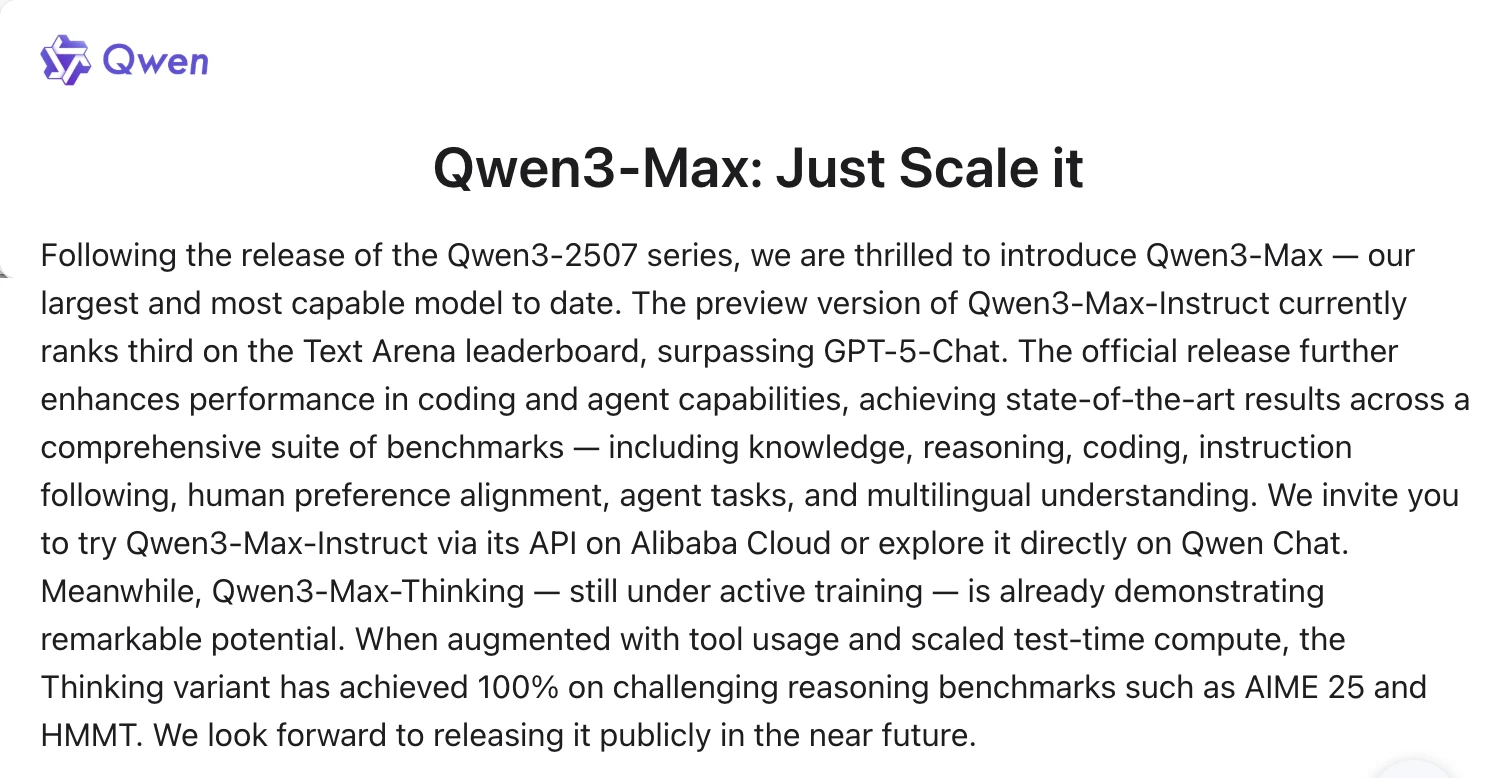 Qwen
Qwen3-Max: Just Scale it
Following the release of the Qwen3-2507 series, we are thrilled to introduce Qwen3-Max — our
largest and most capable model to date. The preview version of Qwen3-Max-Instruct currently
ranks third on the Text Arena leaderboard, surpassing GPT-5-Chat. The official release further
enhances performance in coding and agent capabilities, achieving state-of-the-art results across a
comprehensive suite of benchmarks — including knowledge, reasoning, coding, instruction
following, human preference alignment, agent tasks, and multilingual understanding. We invite you
to try Qwen3-Max-Instruct via its API on Alibaba Cloud or explore it directly on Qwen Chat.
Meanwhile, Qwen3-Max-Thinking — still under active training — is already demonstrating
remarkable potential. When augmented with tool usage and scaled test-time compute, the
Thinking variant has achieved 100% on challenging reasoning benchmarks such as AIME 25 and
HMMT. We look forward to releasing it publicly in the near future.